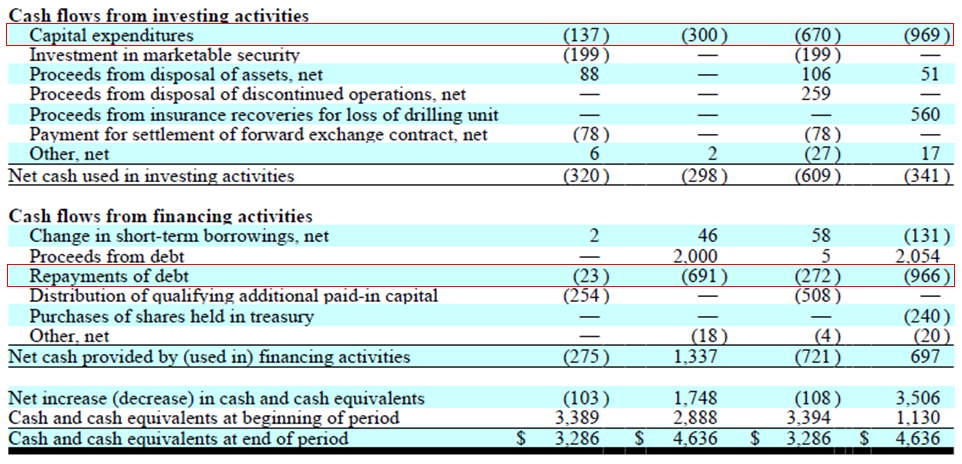 Cash flows from investing activities
Capital expenditures (137) (300) (670) (969)
Investment in marketable security (199) — (199) —
Proceeds from disposal of assets, net 88 — 106 51
Proceeds from disposal of discontinued operations, net — — 259 —
Proceeds from insurance recoveries for loss of drilling unit — — — 560
Payment for settlement of forward exchange contract, net (78) — (78) —
Other, net 6 2 (27) 17
Net cash used in investing activities (320) (298) (609) (341)
Cash flows from financing activities
Change in short-term borrowings, net 2 46 58 (131)
Proceeds from debt — 2,000 5 2,054
Repayments of debt (23) (691) (272) (966)
Distribution of qualifying additional paid-in capital (254) — (508) —
Purchases of shares held in treasury — — — (240)
Other, net — (18) (4) (20)
Net cash provided by (used in) financing activities (275) 1,337 (721) 697
Net increase (decrease) in cash and cash equivalents (103) 1,748 (108) 3,506
Cash and cash equivalents at beginning of period 3,389 2,888 3,394 1,130
Cash and cash equivalents at end of period $ 3,286 $ 4,636 $ 3,286 $ 4,636